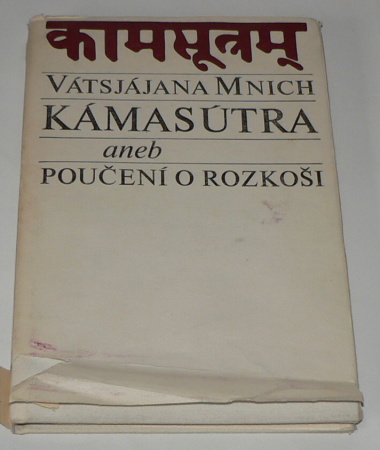 कामसूत्रम्
VÁTSJÁJANA MNICH
KÁMASÚTRA
aneb
POUČENÍ O ROZKOŠI